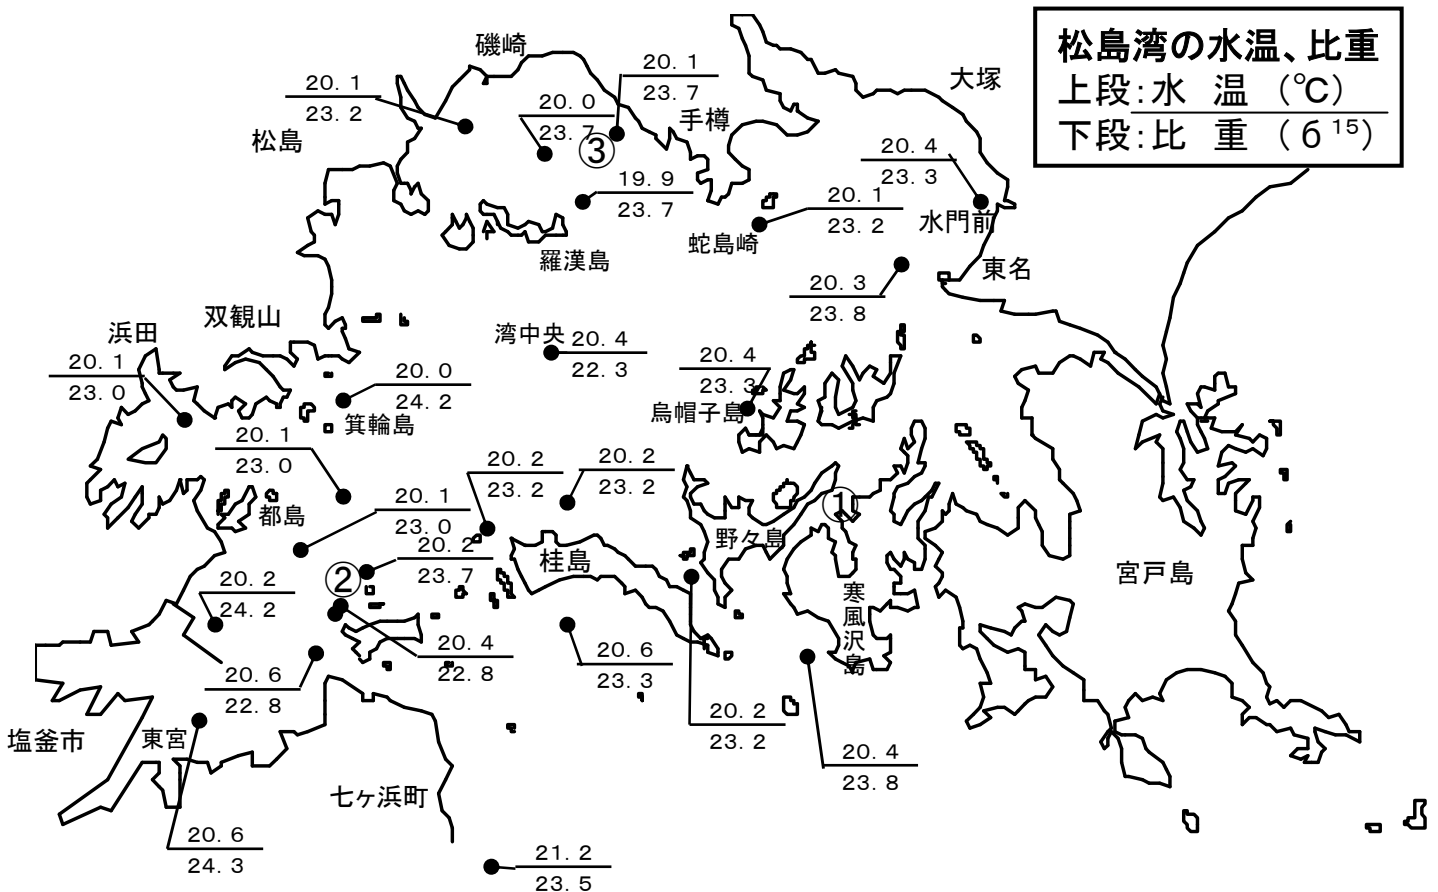 松島湾の水温、比重
上段:水 温 (℃)
下段:比 重 (б 15)
磯崎
大塚
20. 1
23. 7
20. 1
23. 2
20. 0
23. 7
③
手樽
松島
20. 4
23. 3
19. 9
23. 7
20. 1
23. 2
水門前
蛇島崎
羅漢島
東名
20. 3
23. 8
双観山
浜田
湾中央
20. 4
22. 3
20. 1
23. 0
20. 0
24. 2
20. 4
23. 3
烏帽子島
箕輪島
20. 1
23. 0
20. 2
23. 2
20. 2
23. 2
20. 1
23. 0
都島
①
野々島
20. 2
23. 7
桂島
②
宮戸島
20. 2
24. 2
寒風沢島
20. 4
22. 8
20. 6
23. 3
20. 6
22. 8
20. 2
23. 2
塩釜市
東宮
20. 4
23. 8
七ヶ浜町
20. 6
24. 3
21. 2
23. 5